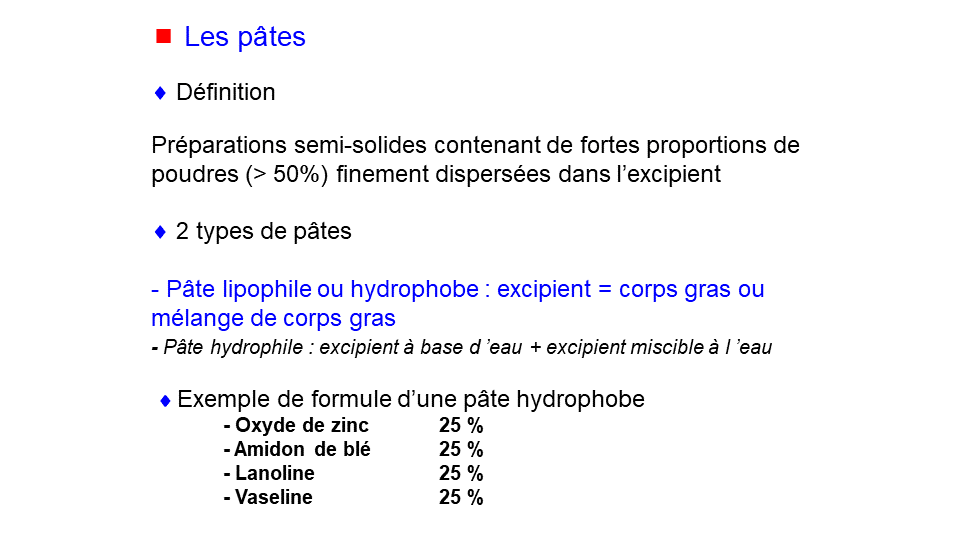 Les pâtes
Définition
Préparations semi-solides contenant de fortes proportions de
poudres (> 50%) finement dispersées dans l’excipient
2 types de pâtes
- Pâte lipophile ou hydrophobe : excipient = corps gras ou
mélange de corps gras
- Pâte hydrophile : excipient à base d ’eau + excipient miscible à l ’eau
Exemple de formule d’une pâte hydrophobe
- Oxyde de zinc 25 %
- Amidon de blé 25 %
- Lanoline 25 %
- Vaseline 25 %